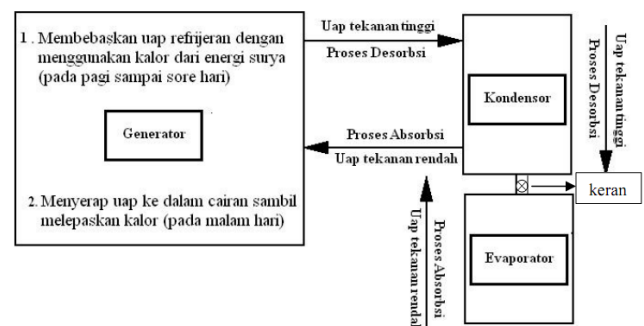 1. Membebaskan uap refrijeran dengan
menggunakan kalor dari energi surya
(pada pagi sampai sore hari)
Generator
2. Menyerap uap ke dalam cairan sambil
melepaskan kalor (pada malam hari)
Uap tekanan tinggi
Proses Desorbsi
Proses Absorbsi
Uap tekanan rendah
Kondensor
Uap tekanan tinggi
Proses Desorbsi
keran
Proses Absorbsi
Uap tekanan rendah
Evaporator